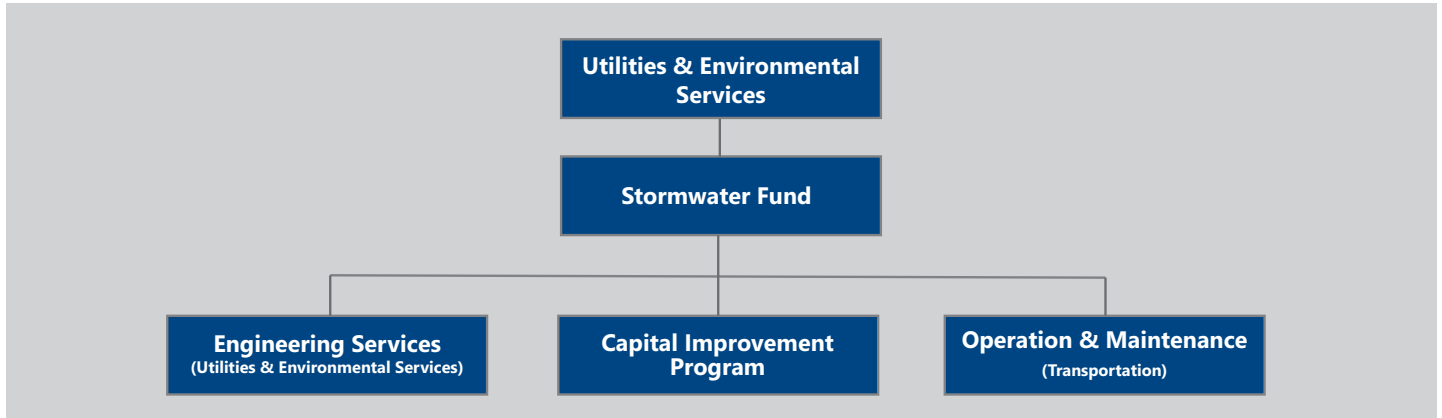 Utilities & Environmental
Services
Stormwater Fund
Engineering Services
(Utilities & Environmental Services)
Capital Improvement
Program
Operation & Maintenance
(Transportation)